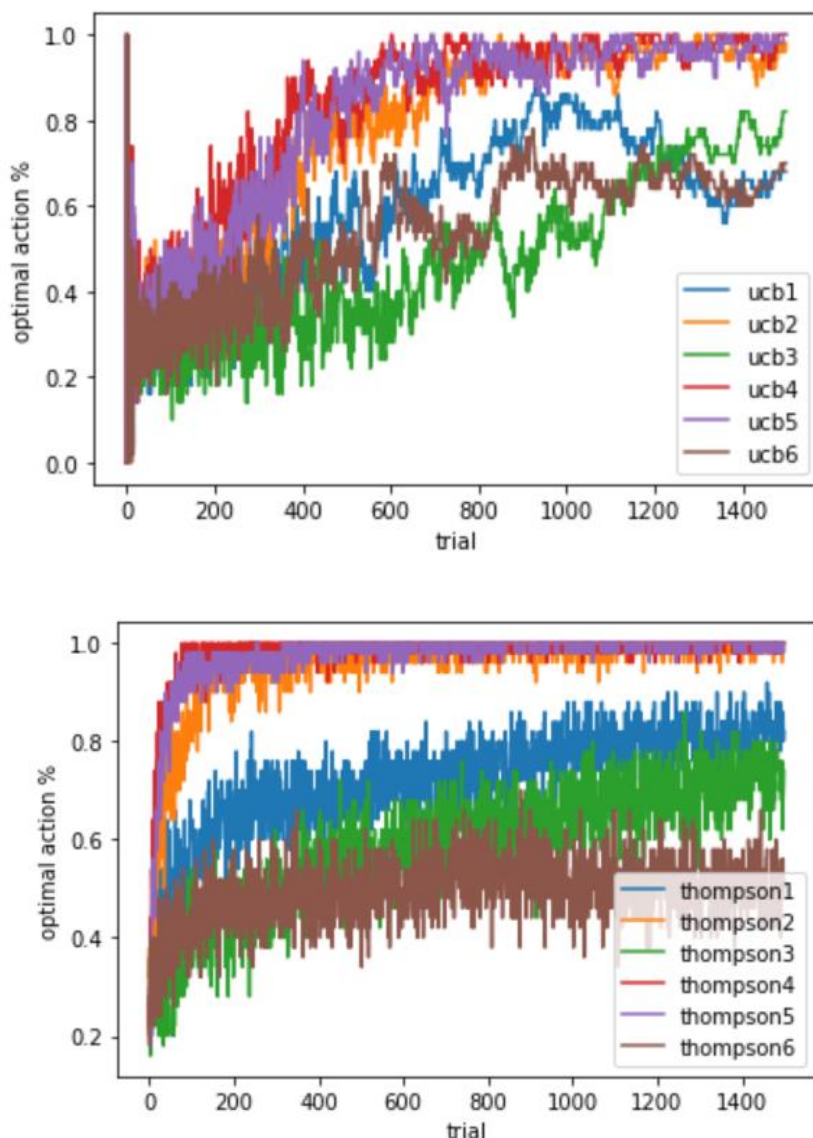 1.0
0.8
0.6
0.4
0.2
0.0
optimal action %
0 200 400 600 800 1000 1200 1400
trial
ucb1
ucb2
ucb3
ucb4
ucb5
ucb6
1.0
0.8
0.6
0.4
0.2
optimal action %
0 200 400 600 800 1000 1200 1400
trial
thompson1
thompson2
thompson3
thompson4
thompson5
thompson6